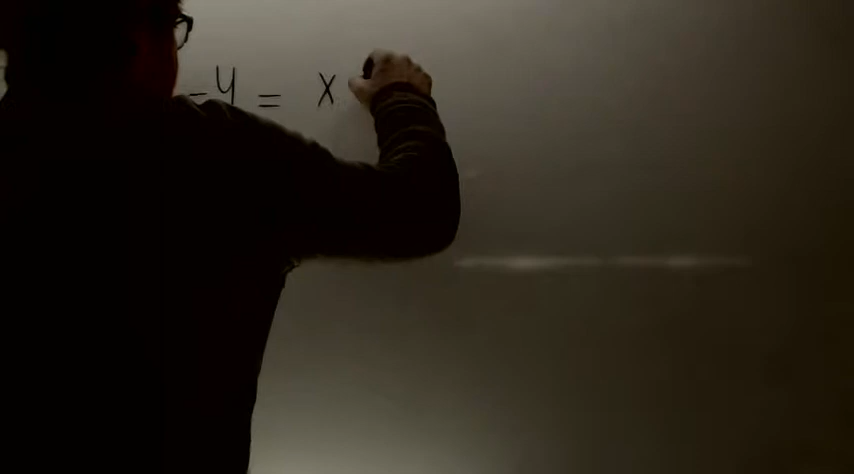 -y = x